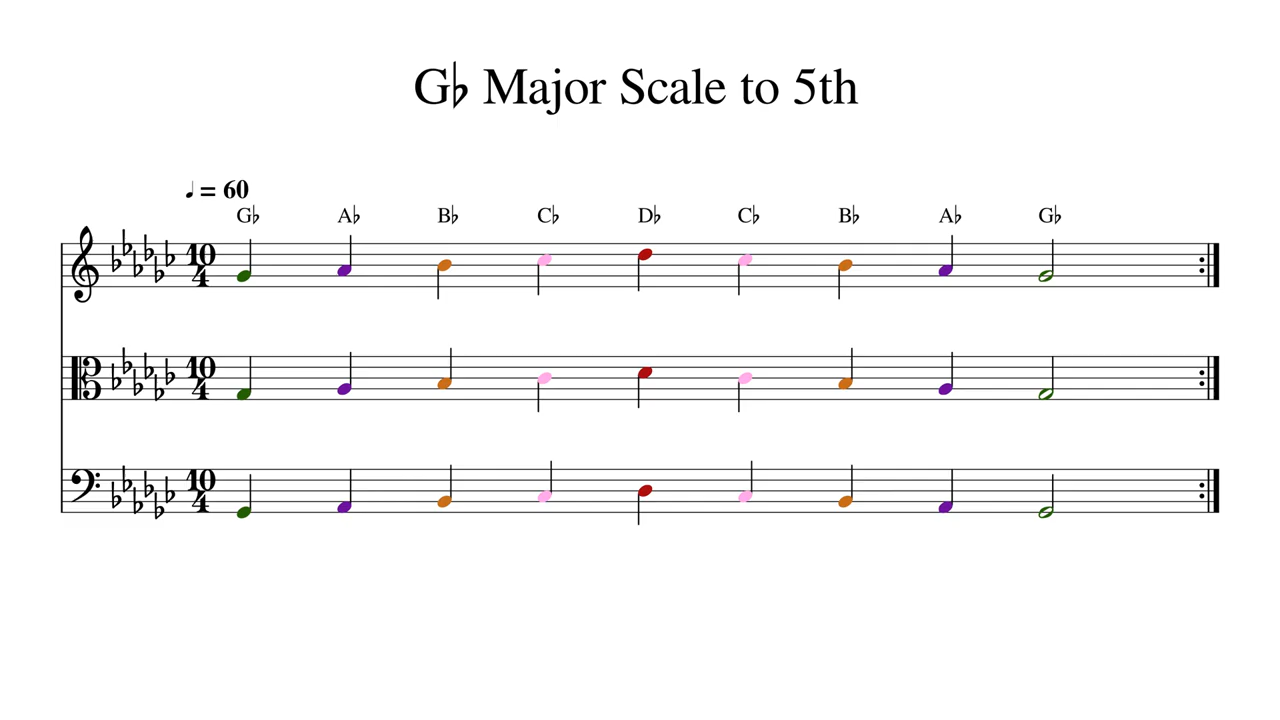 G♭ Major Scale to 5th
♩ = 60
G♭ A♭ B♭ C♭ D♭ C♭ B♭ A♭ G♭
10
4
10
4
10
4